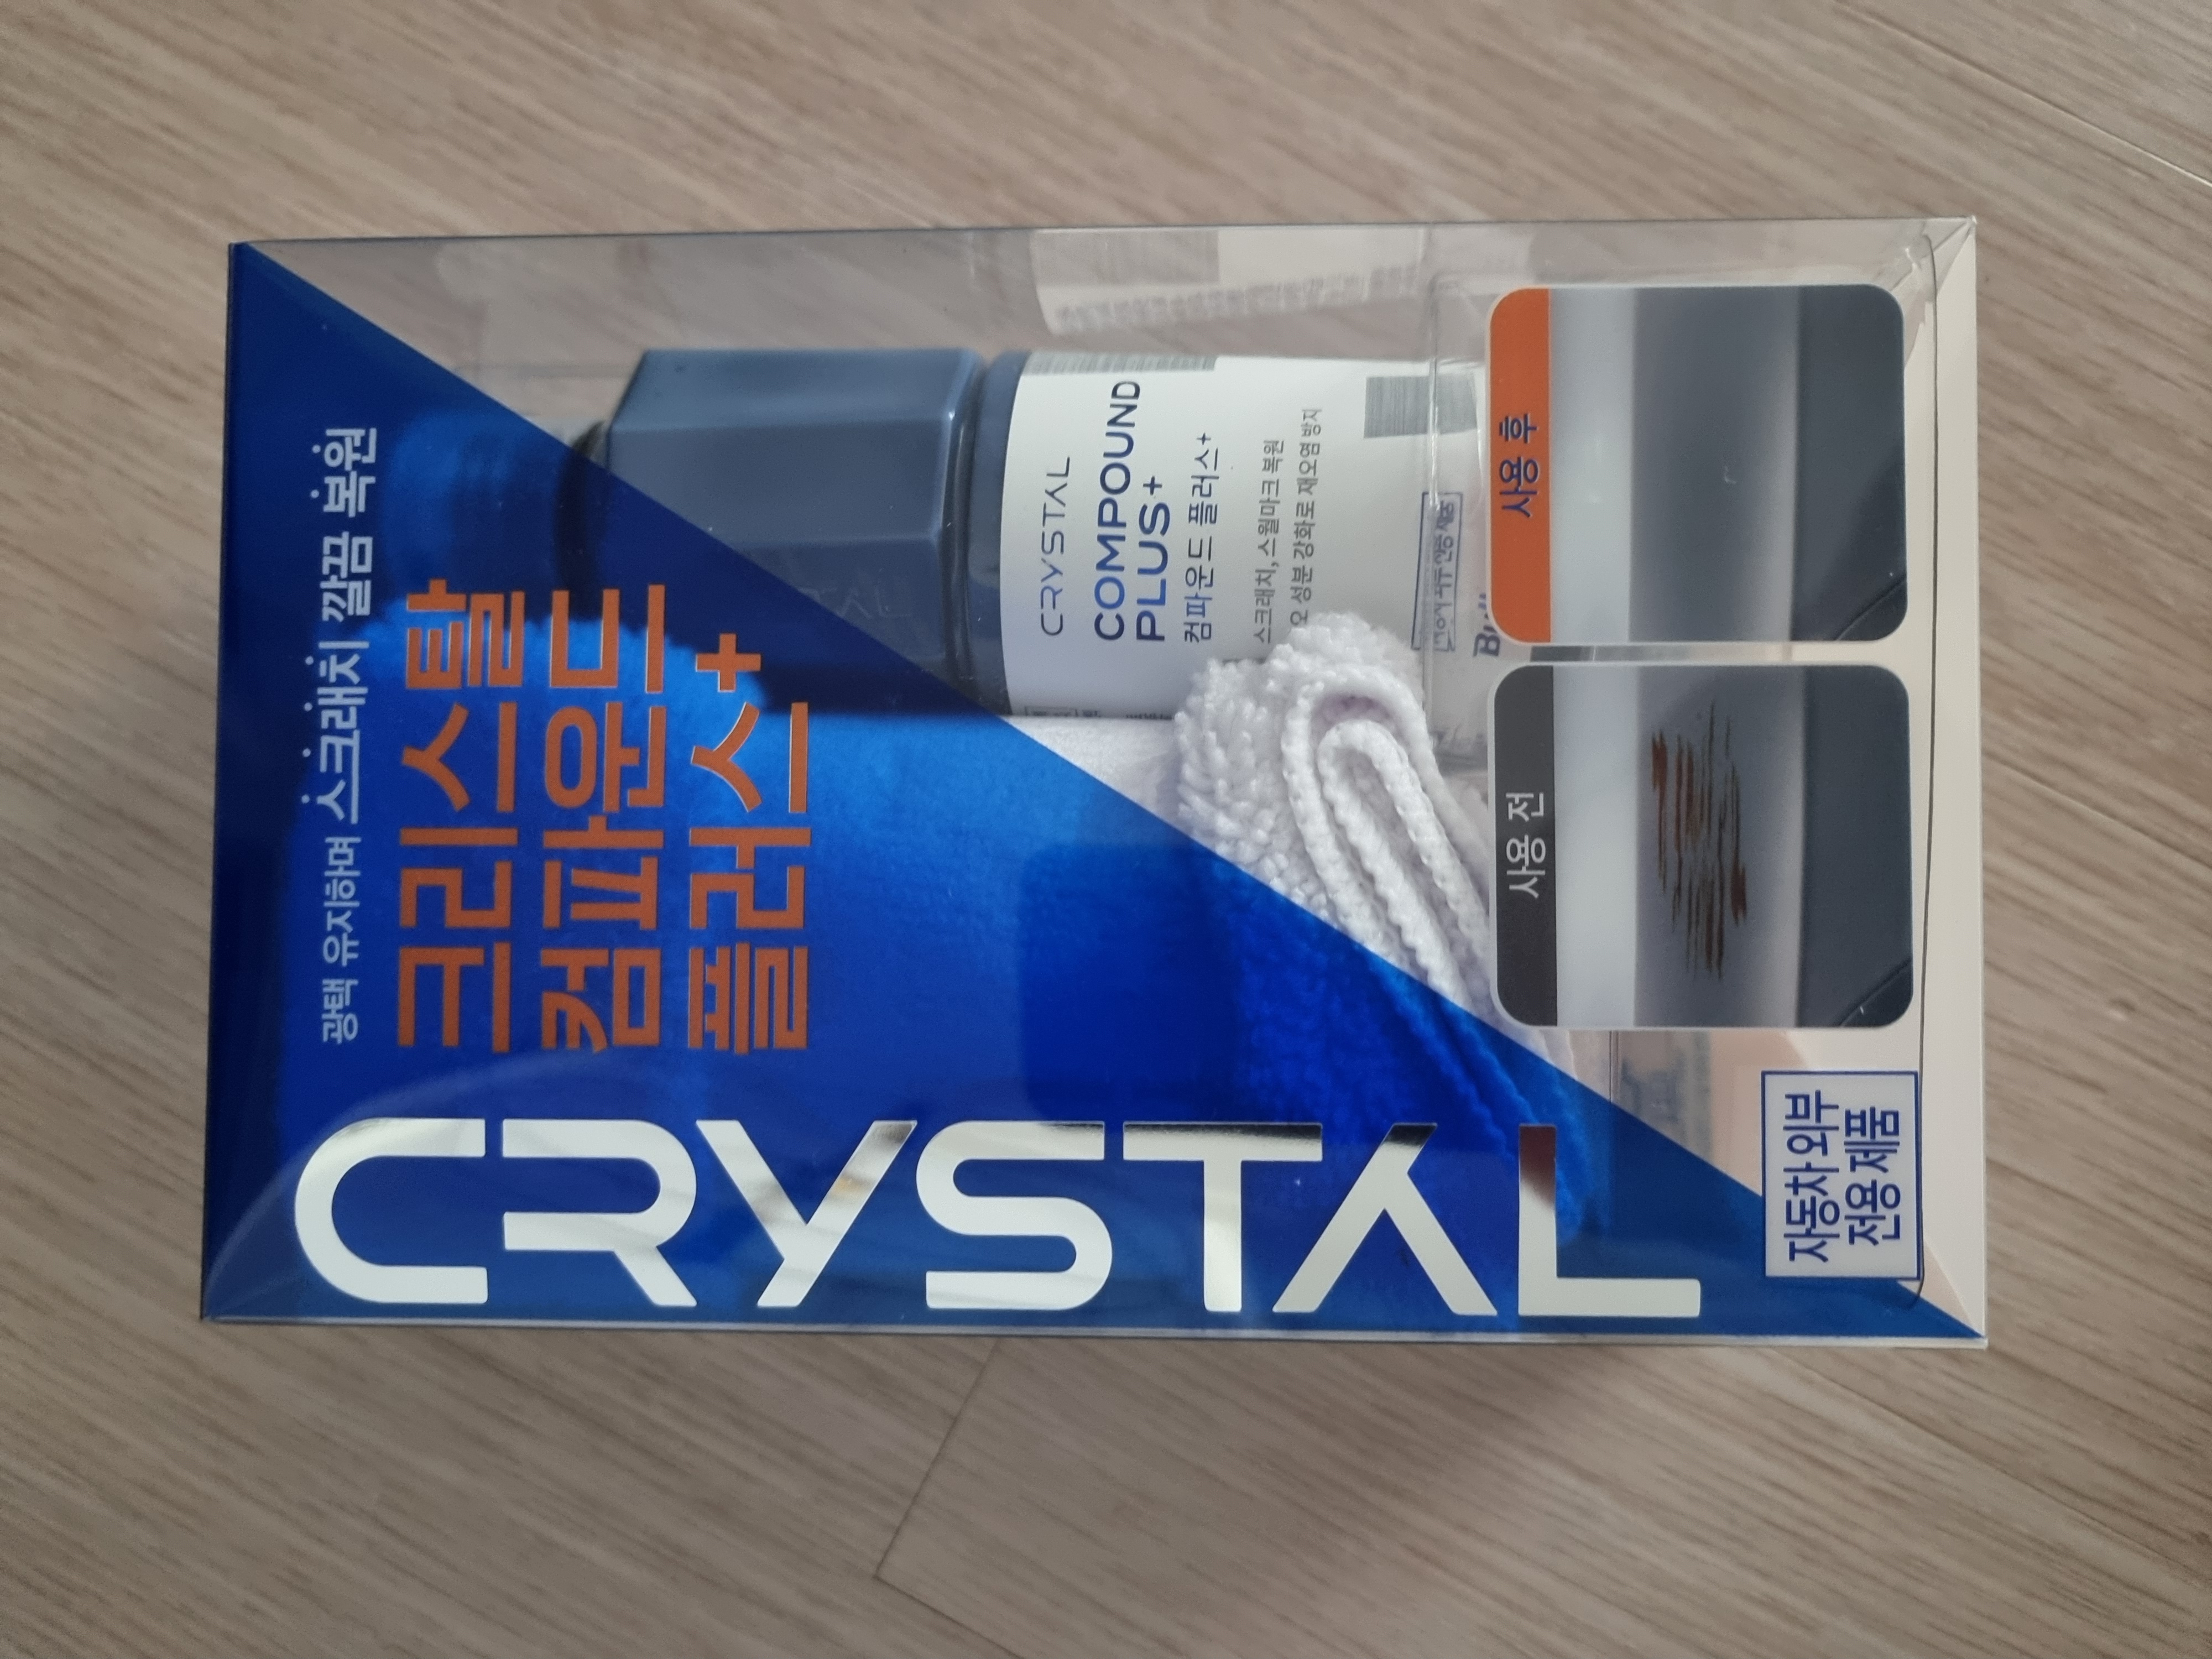 CRYSTAL
광택 유지하며 스크래치 깔끔 복원
크리스탈
컴파운드
플러스+
CRYSTAL
COMPOUND
PLUS+
컴파운드 플러스+
스크래치, 스월마크 복원
성분 강화로 재오염 방지
사용 전
사용 후
자동차 외부
전용 제품